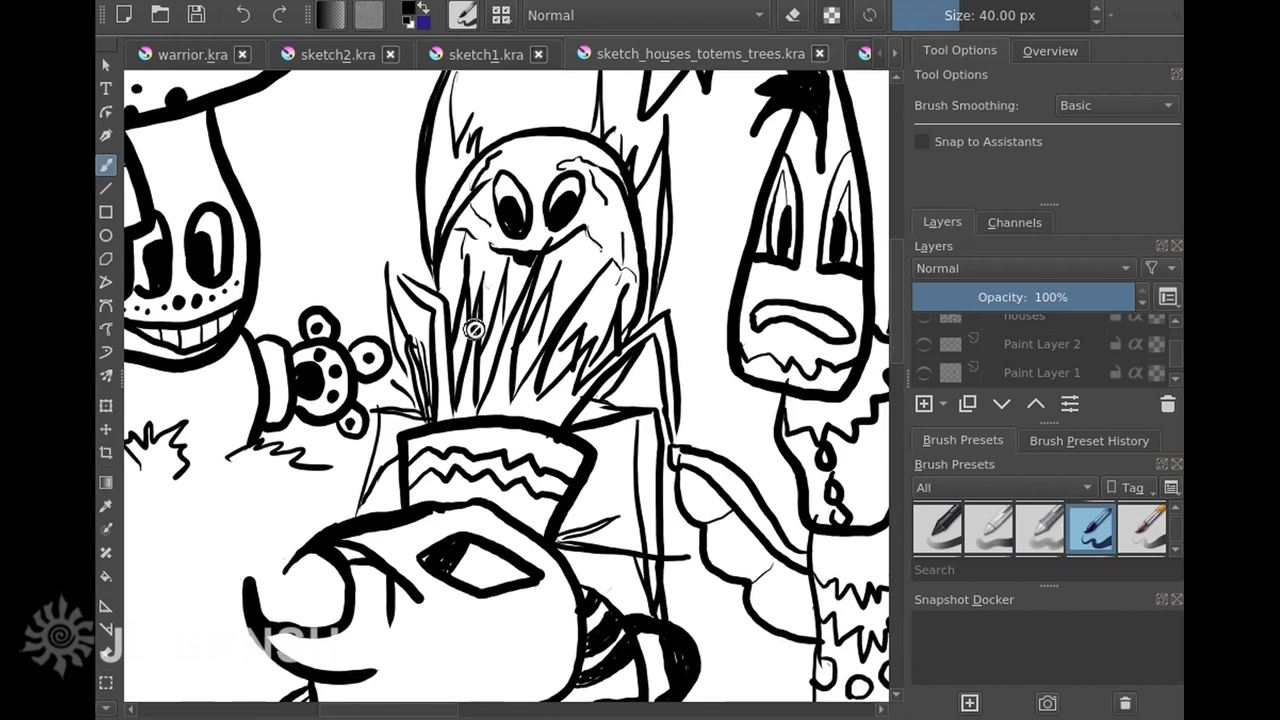 Normal
Size: 40.00 px
warrior.kra
sketch2.kra
sketch1.kra
sketch_houses_totems_trees.kra
Tool Options
Overview
Tool Options
Brush Smoothing:
Basic
Snap to Assistants
Layers
Channels
Layers
Normal
Opacity: 100%
houses
Paint Layer 2
Paint Layer 1
Brush Presets
Brush Preset History
Brush Presets
All
Tag
Search
Snapshot Docker